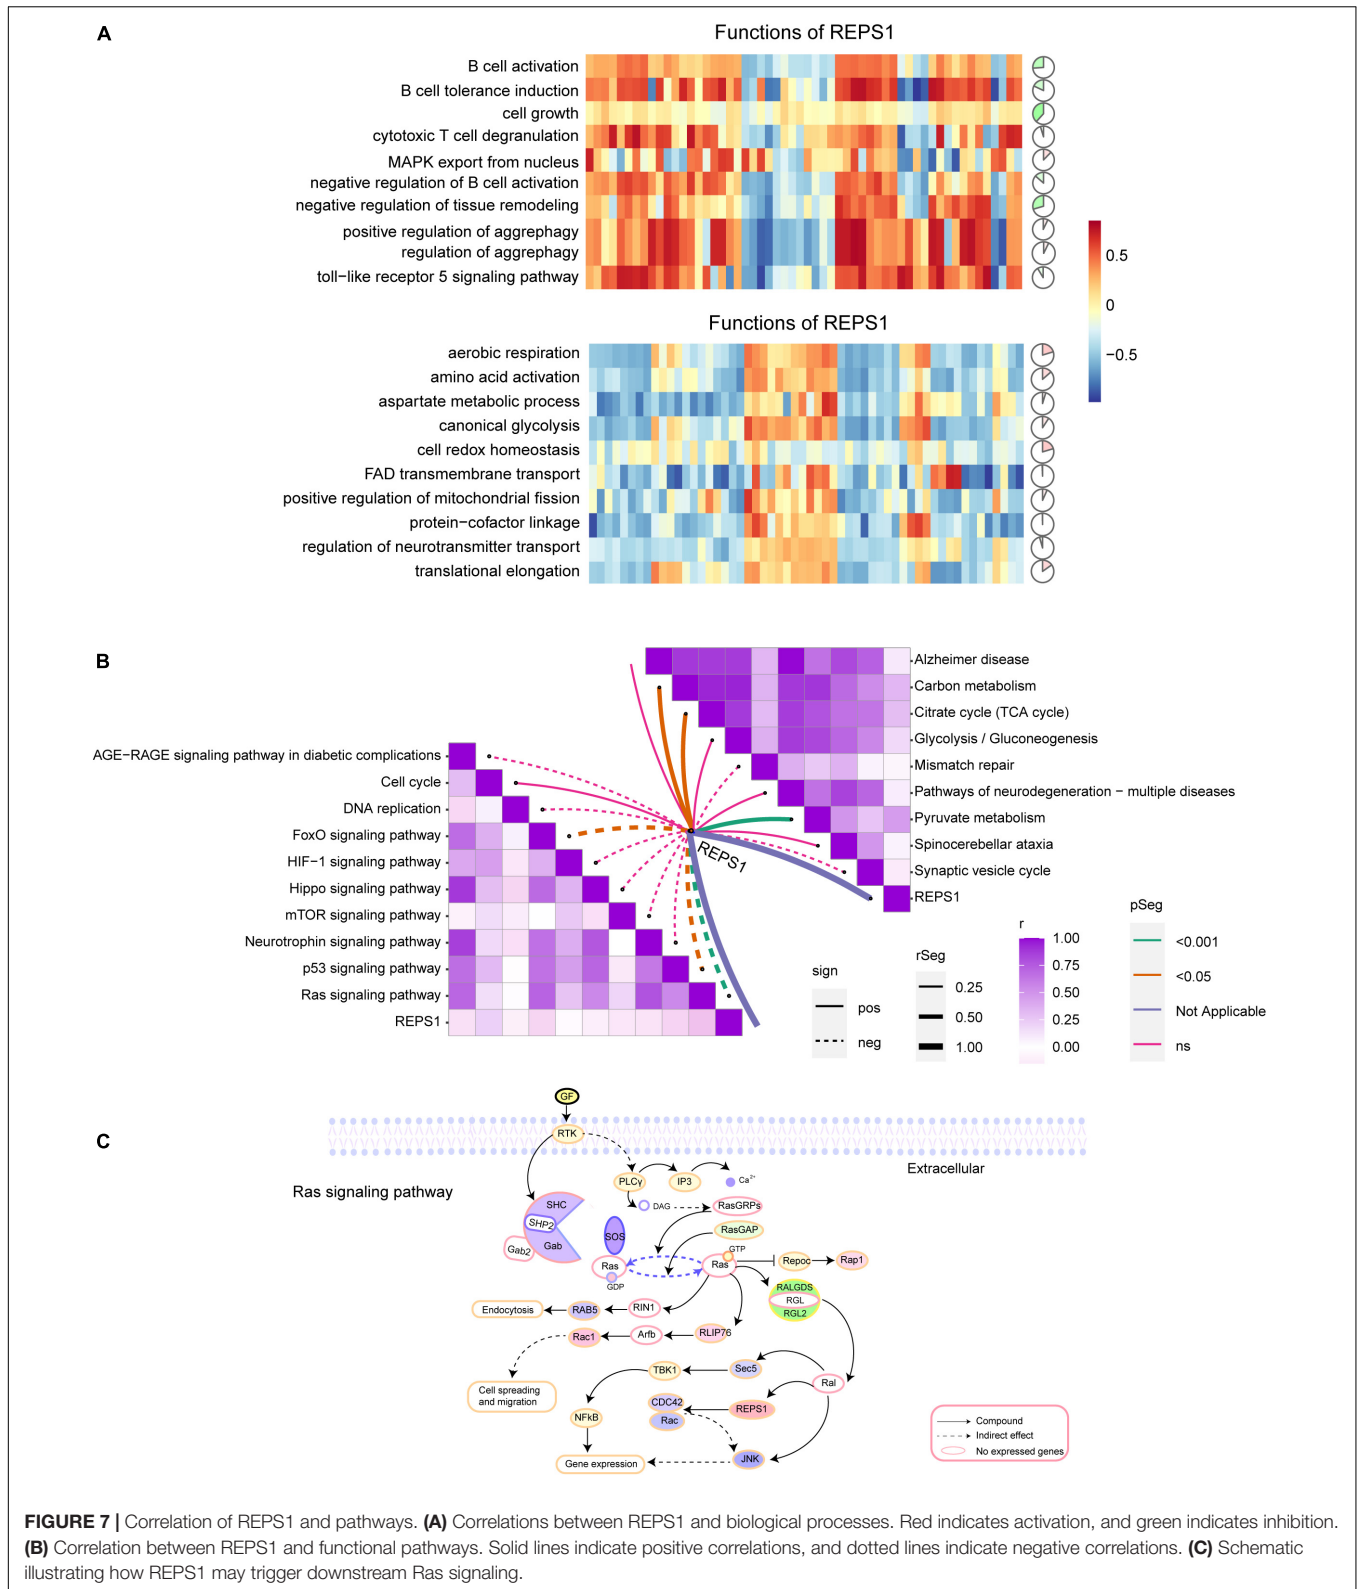 A
Functions of REPS1
B cell activation
B cell tolerance induction
cell growth
cytotoxic T cell degranulation
MAPK export from nucleus
negative regulation of B cell activation
negative regulation of tissue remodeling
positive regulation of aggrephagy
regulation of aggrephagy
toll−like receptor 5 signaling pathway
0.5
0
−0.5
Functions of REPS1
aerobic respiration
amino acid activation
aspartate metabolic process
canonical glycolysis
cell redox homeostasis
FAD transmembrane transport
positive regulation of mitochondrial fission
protein−cofactor linkage
regulation of neurotransmitter transport
translational elongation
B
Alzheimer disease
Carbon metabolism
Citrate cycle (TCA cycle)
Glycolysis / Gluconeogenesis
Mismatch repair
Pathways of neurodegeneration − multiple diseases
Pyruvate metabolism
Spinocerebellar ataxia
Synaptic vesicle cycle
REPS1
AGE−RAGE signaling pathway in diabetic complications
Cell cycle
DNA replication
FoxO signaling pathway
HIF−1 signaling pathway
Hippo signaling pathway
mTOR signaling pathway
Neurotrophin signaling pathway
p53 signaling pathway
Ras signaling pathway
REPS1
REPS1
sign
pos
neg
rSeg
0.25
0.50
1.00
r
1.00
0.75
0.50
0.25
0.00
pSeg
<0.001
<0.05
Not Applicable
ns
C
GF
RTK
Extracellular
Ras signaling pathway
PLCγ
IP3
Ca²⁺
DAG
RasGRPs
SHC
SHP2
Gab
Gab2
SOS
RasGAP
Ras
GDP
GTP
Ras
Repoc
Rap1
RALGDS
RGL
RGL2
Endocytosis
RAB5
RIN1
Rac1
Arfb
RLIP76
Cell spreading
and migration
TBK1
Sec5
Ral
CDC42
Rac
REPS1
NFkB
Gene expression
JNK
Compound
Indirect effect
No expressed genes
FIGURE 7 | Correlation of REPS1 and pathways. (A) Correlations between REPS1 and biological processes. Red indicates activation, and green indicates inhibition.
(B) Correlation between REPS1 and functional pathways. Solid lines indicate positive correlations, and dotted lines indicate negative correlations. (C) Schematic
illustrating how REPS1 may trigger downstream Ras signaling.